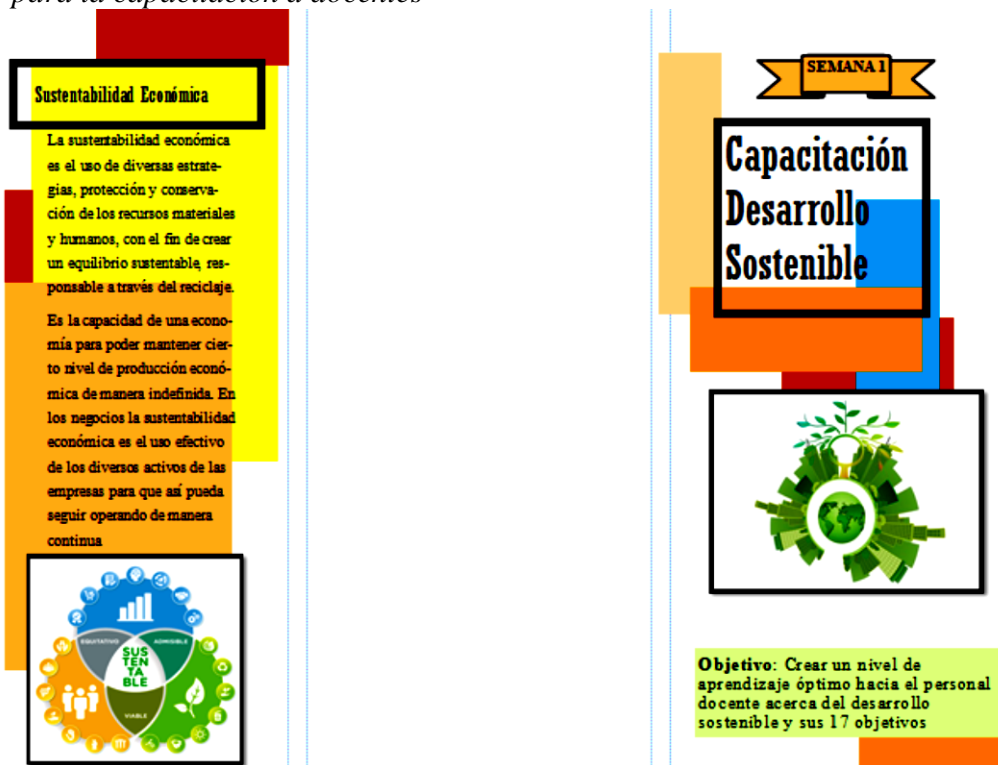 para la capacitación a docentes
Sustentabilidad Económica
La sustentabilidad económica
es el uso de diversas estrate-
gias, protección y conserva-
ción de los recursos materiales
y humanos, con el fin de crear
un equilibrio sustentable, res-
ponsable a través del reciclaje.
Es la capacidad de una econo-
mía para poder mantener cier-
to nivel de producción econó-
mica de manera indefinida. En
los negocios la sustentabilidad
económica es el uso efectivo
de los diversos activos de las
empresas para que así pueda
seguir operando de manera
continua
EQUITATIVO
ADMISIBLE
SUS
TEN
TA
BLE
VIABLE
SEMANA 1
Capacitación
Desarrollo
Sostenible
Objetivo: Crear un nivel de
aprendizaje óptimo hacia el personal
docente acerca del desarrollo
sostenible y sus 17 objetivos